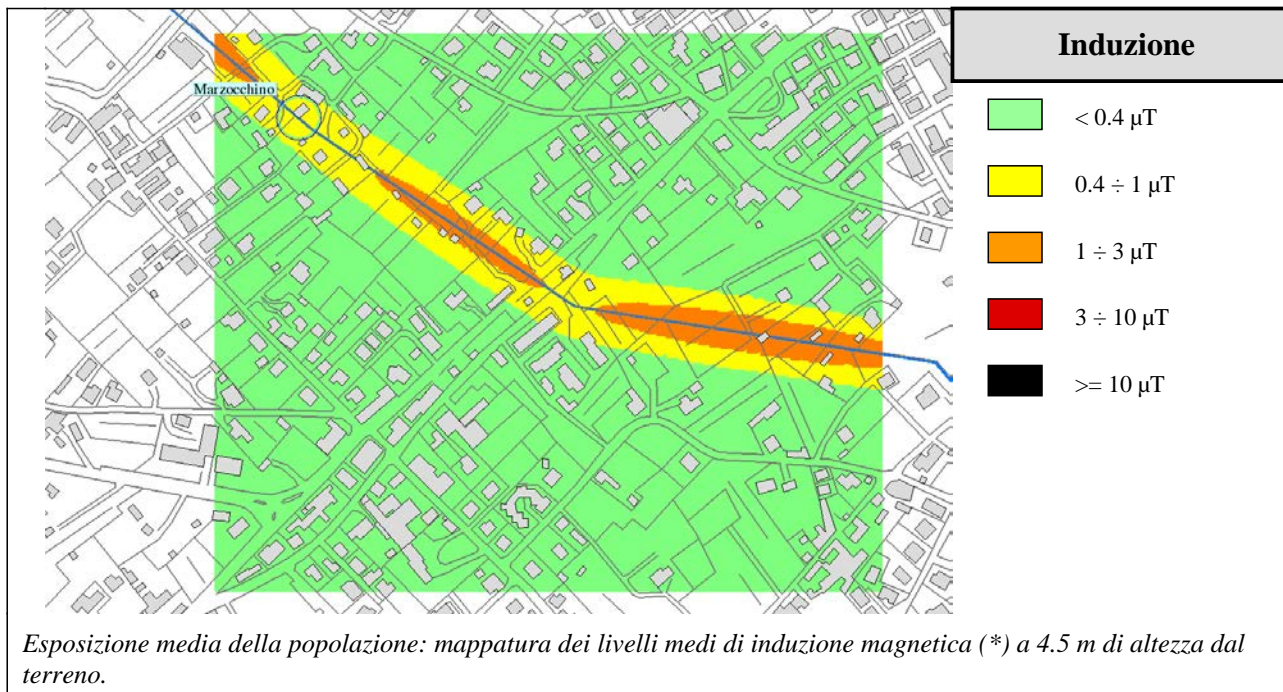 Induzione
Marzocchino
< 0.4 µT
0.4 ÷ 1 µT
1 ÷ 3 µT
3 ÷ 10 µT
>= 10 µT
Esposizione media della popolazione: mappatura dei livelli medi di induzione magnetica (*) a 4.5 m di altezza dal
terreno.